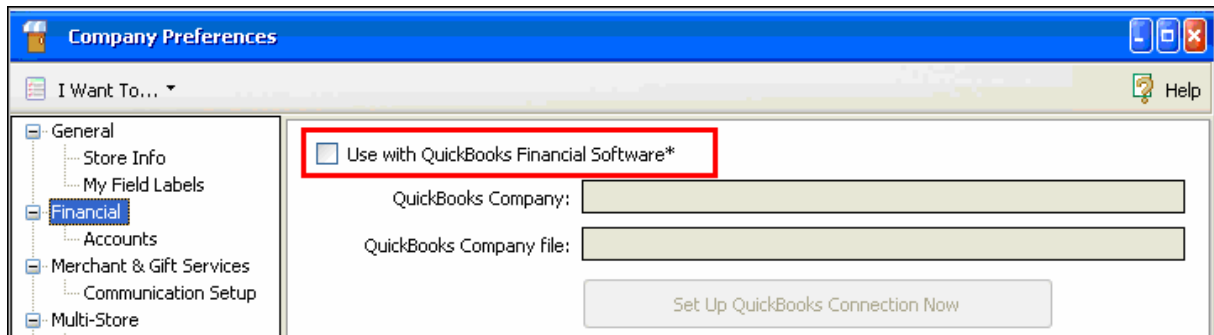 Company Preferences
I Want To...
Help
General
Store Info
My Field Labels
Financial
Accounts
Merchant & Gift Services
Communication Setup
Multi-Store
Use with QuickBooks Financial Software*
QuickBooks Company:
QuickBooks Company file:
Set Up QuickBooks Connection Now